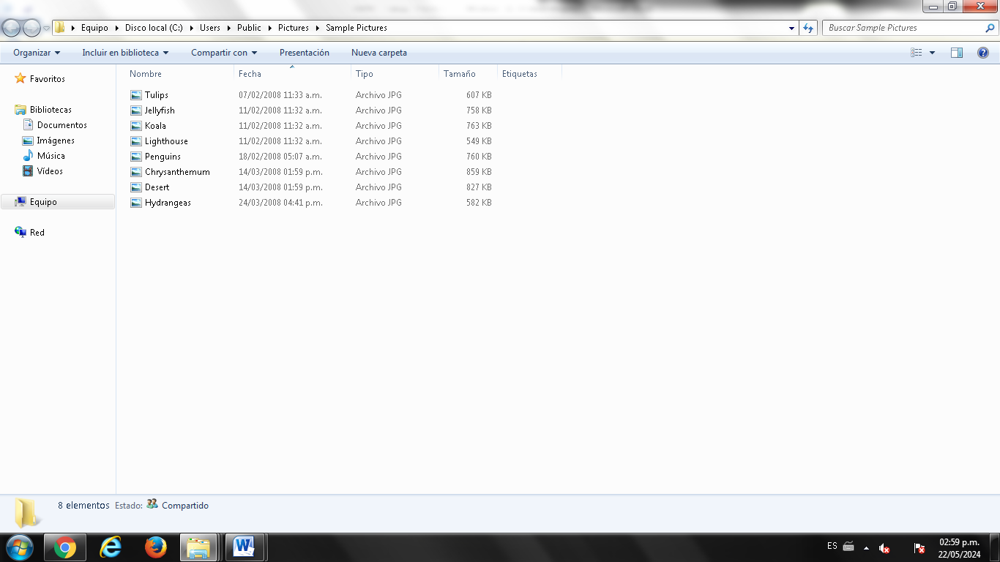 Equipo Disco local (C:) Users Public Pictures Sample Pictures Buscar Sample Pictures
Organizar Incluir en biblioteca Compartir con Presentación Nueva carpeta
Favoritos
Bibliotecas
Documentos
Imágenes
Música
Vídeos
Equipo
Red
Nombre Fecha Tipo Tamaño Etiquetas
Tulips 07/02/2008 11:33 a.m. Archivo JPG 607 KB
Jellyfish 11/02/2008 11:32 a.m. Archivo JPG 758 KB
Koala 11/02/2008 11:32 a.m. Archivo JPG 763 KB
Lighthouse 11/02/2008 11:32 a.m. Archivo JPG 549 KB
Penguins 18/02/2008 05:07 a.m. Archivo JPG 760 KB
Chrysanthemum 14/03/2008 01:59 p.m. Archivo JPG 859 KB
Desert 14/03/2008 01:59 p.m. Archivo JPG 827 KB
Hydrangeas 24/03/2008 04:41 p.m. Archivo JPG 582 KB
8 elementos Estado: Compartido
ES 02:59 p.m.
22/05/2024